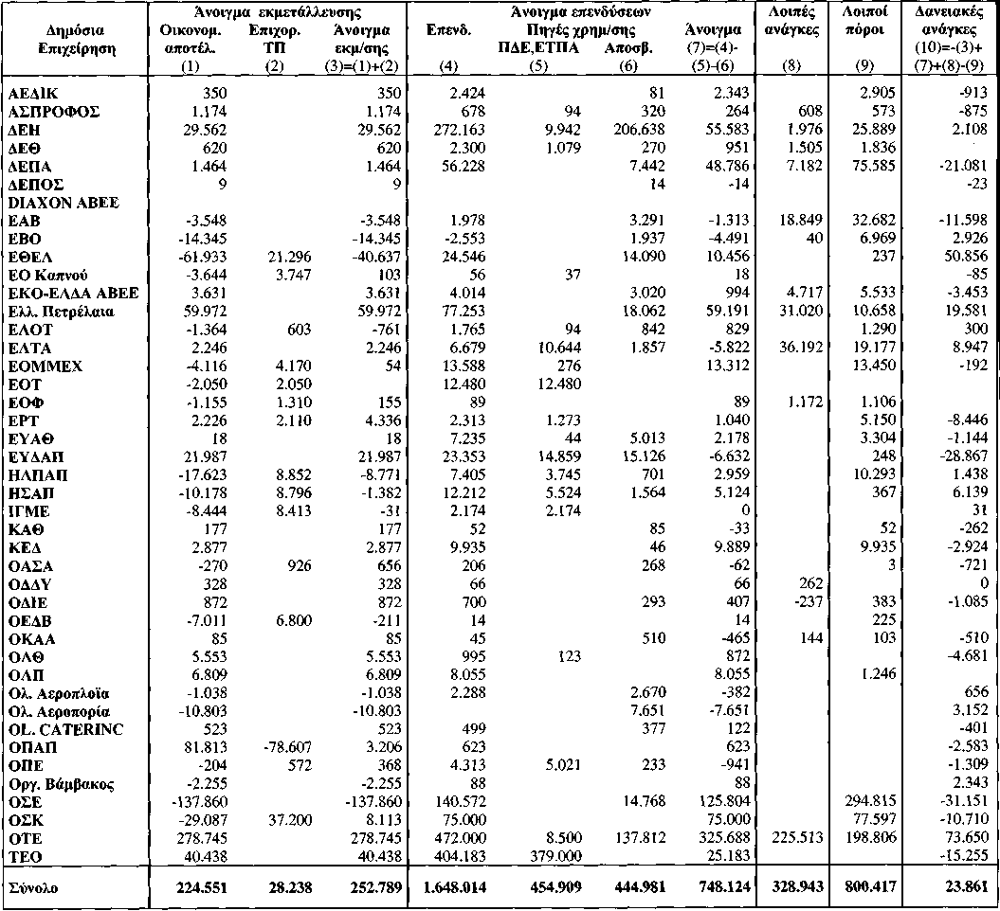 Άνοιγμα εκμετάλλευσης Άνοιγμα επενδύσεων Λοιπές Λοιποί Δανειακές
Δημόσια Οικονομ. Επιχορ. Άνοιγμα Επενδ. Πηγές χρημ/σης Άνοιγμα ανάγκες πόροι ανάγκες
Επιχείρηση αποτέλ. ΤΠ εκμ/σης ΠΔΕ,ΕΤΠΑ Αποσβ. (7)=(4)- (10)=-(3)+
(1) (2) (3)=(1)+(2) (4) (5) (6) (5)-(6) (8) (9) (7)+(8)-(9)
ΑΕΔΙΚ 350 350 2.424 81 2.343 2.905 -913
ΑΣΠΡΟΦΟΣ 1.174 1.174 678 94 320 264 608 573 -875
ΔΕΗ 29.562 29.562 272.163 9.942 206.638 55.583 1.976 25.889 2.108
ΔΕΘ 620 620 2.300 1.079 270 951 1.505 1.836
ΔΕΠΑ 1.464 1.464 56.228 7.442 48.786 7.182 75.585 -21.081
ΔΕΠΟΣ 9 9 14 -14 -23
DIAXON ABEE
ΕΑΒ -3.548 -3.548 1.978 3.291 -1.313 18.849 32.682 -11.598
ΕΒΟ -14.345 -14.345 -2.553 1.937 -4.491 40 6.969 2.926
ΕΘΕΛ -61.933 21.296 -40.637 24.546 14.090 10.456 237 50.856
ΕΟ Καπνού -3.644 3.747 103 56 37 18 -85
ΕΚΟ-ΕΛΔΑ ΑΒΕΕ 3.631 3.631 4.014 3.020 994 4.717 5.533 -3.453
Ελλ. Πετρέλαια 59.972 59.972 77.253 18.062 59.191 31.020 10.658 19.581
ΕΛΟΤ -1.364 603 -761 1.765 94 842 829 1.290 300
ΕΛΤΑ 2.246 2.246 6.679 10.644 1.857 -5.822 36.192 19.177 8.947
ΕΟΜΜΕΧ -4.116 4.170 54 13.588 276 13.312 13.450 -192
ΕΟΤ -2.050 2.050 12.480 12.480
ΕΟΦ -1.155 1.310 155 89 89 1.172 1.106
ΕΡΤ 2.226 2.110 4.336 2.313 1.273 1.040 5.150 -8.446
ΕΥΑΘ 18 18 7.235 44 5.013 2.178 3.304 -1.144
ΕΥΔΑΠ 21.987 21.987 23.353 14.859 15.126 -6.632 248 -28.867
ΗΛΠΑΠ -17.623 8.852 -8.771 7.405 3.745 701 2.959 10.293 1.438
ΗΣΑΠ -10.178 8.796 -1.382 12.212 5.524 1.564 5.124 367 6.139
ΙΓΜΕ -8.444 8.413 -31 2.174 2.174 0 31
ΚΑΘ 177 177 52 85 -33 52 -262
ΚΕΔ 2.877 2.877 9.935 46 9.889 9.935 -2.924
ΟΑΣΑ -270 926 656 206 268 -62 3 -721
ΟΔΔΥ 328 328 66 66 262 0
ΟΔΙΕ 872 872 700 293 407 -237 383 -1.085
ΟΕΔΒ -7.011 6.800 -211 14 14 225
ΟΚΑΑ 85 85 45 510 -465 144 103 -510
ΟΛΘ 5.553 5.553 995 123 872 -4.681
ΟΛΠ 6.809 6.809 8.055 8.055 1.246
Ολ. Αεροπλοΐα -1.038 -1.038 2.288 2.670 -382 656
Ολ. Αεροπορία -10.803 -10.803 7.651 -7.651 3.152
OL. CATERINC 523 523 499 377 122 -401
ΟΠΑΠ 81.813 -78.607 3.206 623 623 -2.583
ΟΠΕ -204 572 368 4.313 5.021 233 -941 -1.309
Οργ. Βάμβακος -2.255 -2.255 88 88 2.343
ΟΣΕ -137.860 -137.860 140.572 14.768 125.804 294.815 -31.151
ΟΣΚ -29.087 37.200 8.113 75.000 75.000 77.597 -10.710
ΟΤΕ 278.745 278.745 472.000 8.500 137.812 325.688 225.513 198.806 73.650
ΤΕΟ 40.438 40.438 404.183 379.000 25.183 -15.255
Σύνολο 224.551 28.238 252.789 1.648.014 454.909 444.981 748.124 328.943 800.417 23.861